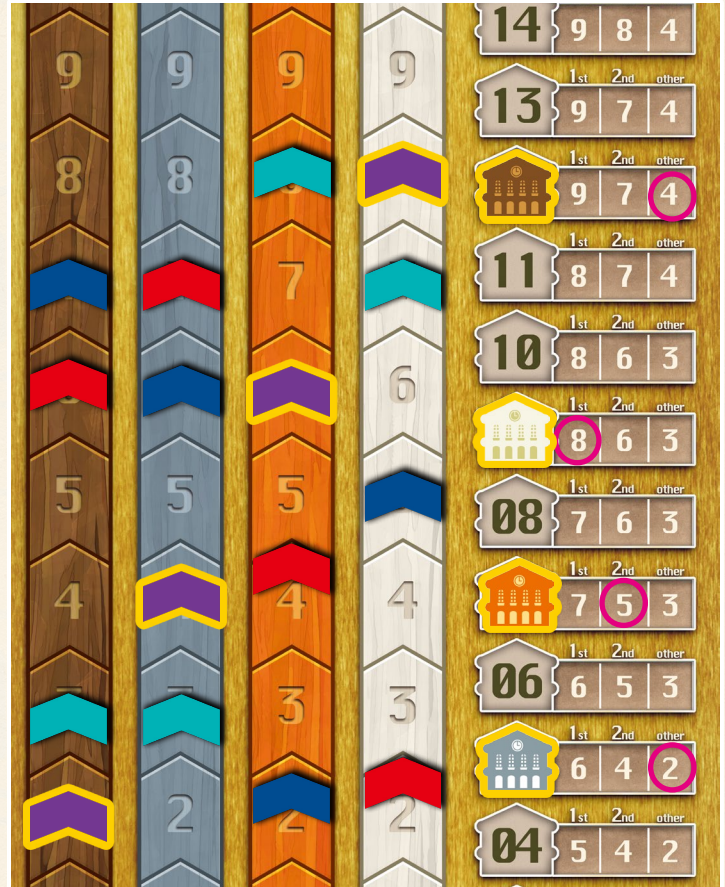 9 9 9 9
8 8
7
6
5 5 5
4 4 4
3 3
2 2 2
14 9 8 4
1st 2nd other
13 9 7 4
1st 2nd other
9 7 4
1st 2nd other
11 8 7 4
1st 2nd other
10 8 6 3
1st 2nd other
8 6 3
1st 2nd other
08 7 6 3
1st 2nd other
7 5 3
1st 2nd other
06 6 5 3
1st 2nd other
6 4 2
1st 2nd other
04 5 4 2